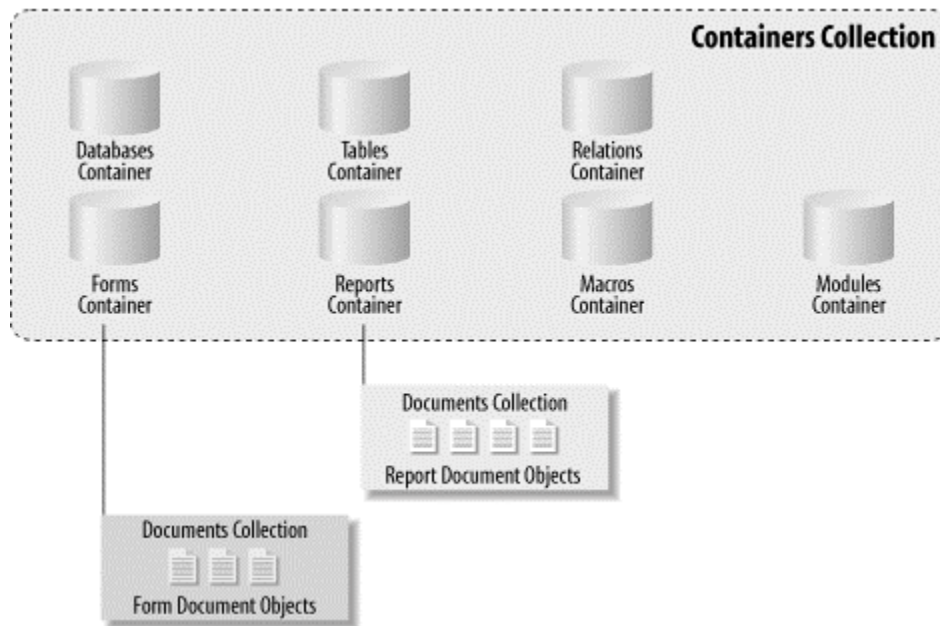 Containers Collection
Databases
Container
Tables
Container
Relations
Container
Forms
Container
Reports
Container
Macros
Container
Modules
Container
Documents Collection
Report Document Objects
Documents Collection
Form Document Objects